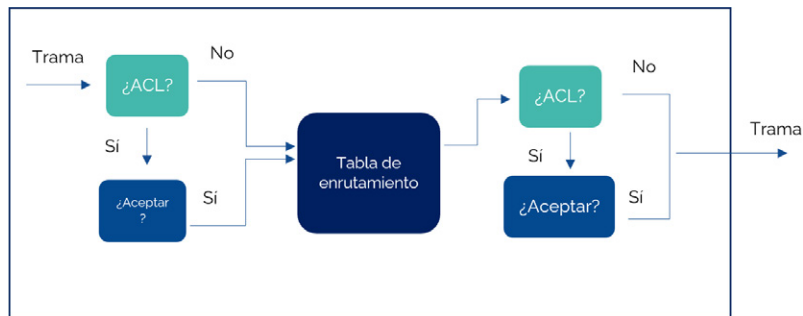 Trama
¿ACL?
No
Sí
¿Aceptar
?
Sí
Tabla de
enrutamiento
¿ACL?
No
Sí
¿Aceptar?
Sí
Trama